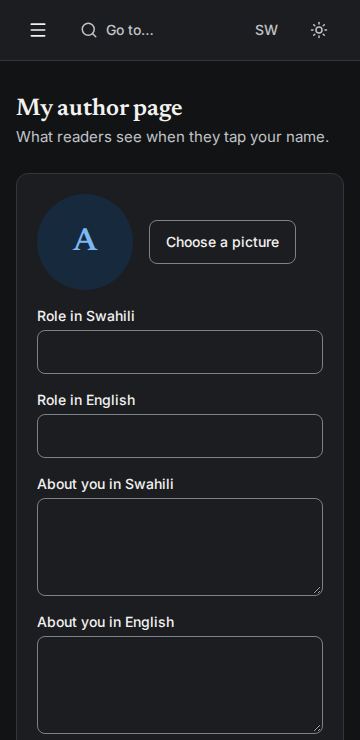 Go to...
SW
My author page
What readers see when they tap your name.
A
Choose a picture
Role in Swahili
Role in English
About you in Swahili
About you in English